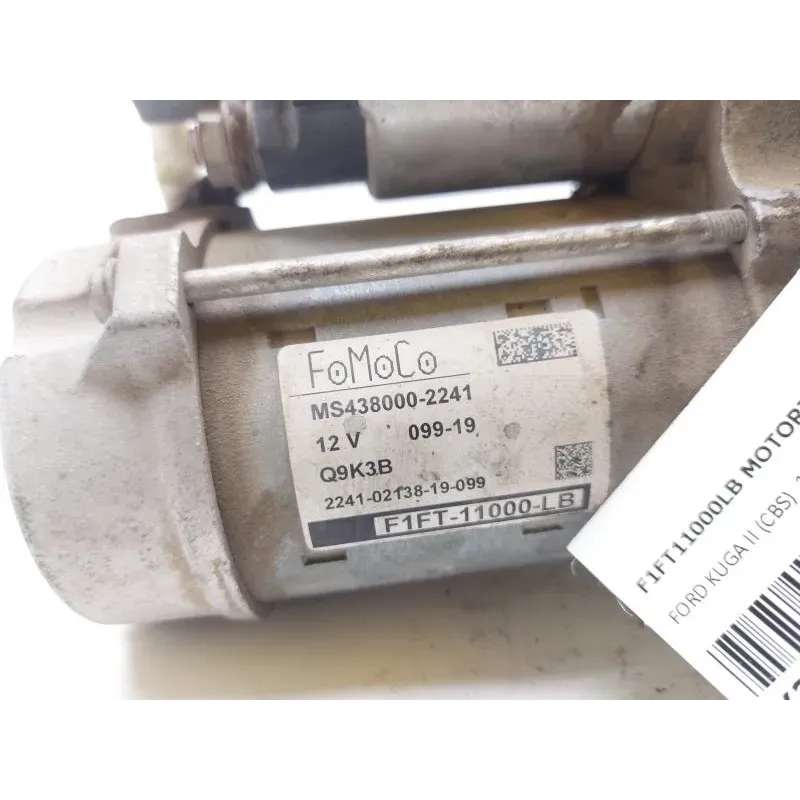 FoMoCo
MS438000-2241
12 V 099-19
Q9K3B
2241-02138-19-099
F1FT-11000-LB
F1FT11000LB
FORD KUGA II (CBS)